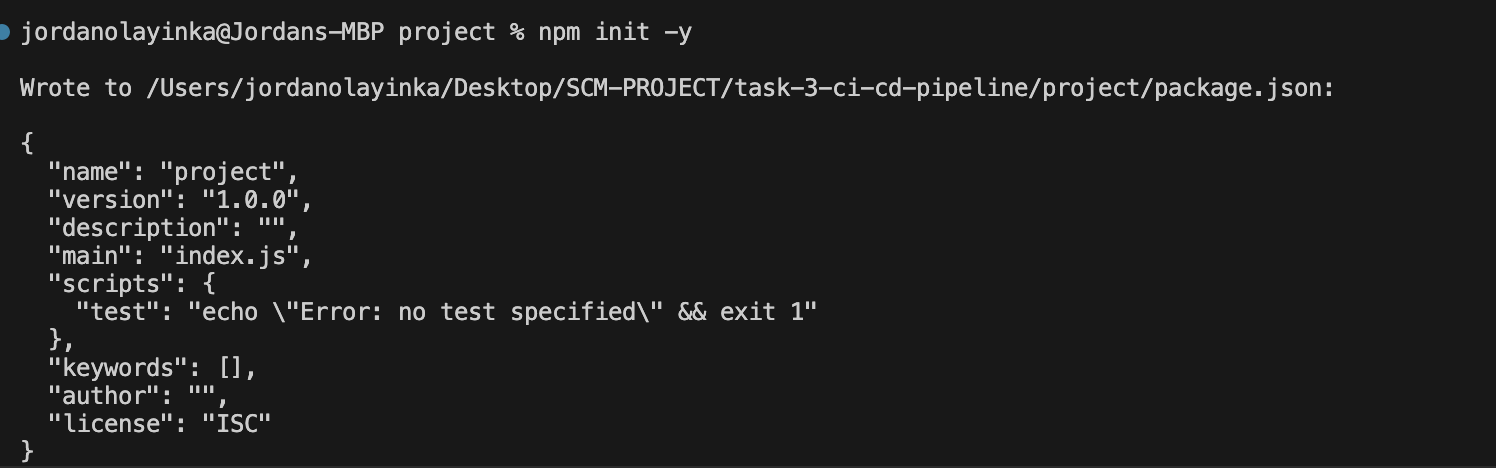 jordanolayinka@Jordans-MBP project % npm init -y
Wrote to /Users/jordanolayinka/Desktop/SCM-PROJECT/task-3-ci-cd-pipeline/project/package.json:
{
  "name": "project",
  "version": "1.0.0",
  "description": "",
  "main": "index.js",
  "scripts": {
    "test": "echo \"Error: no test specified\" && exit 1"
  },
  "keywords": [],
  "author": "",
  "license": "ISC"
}